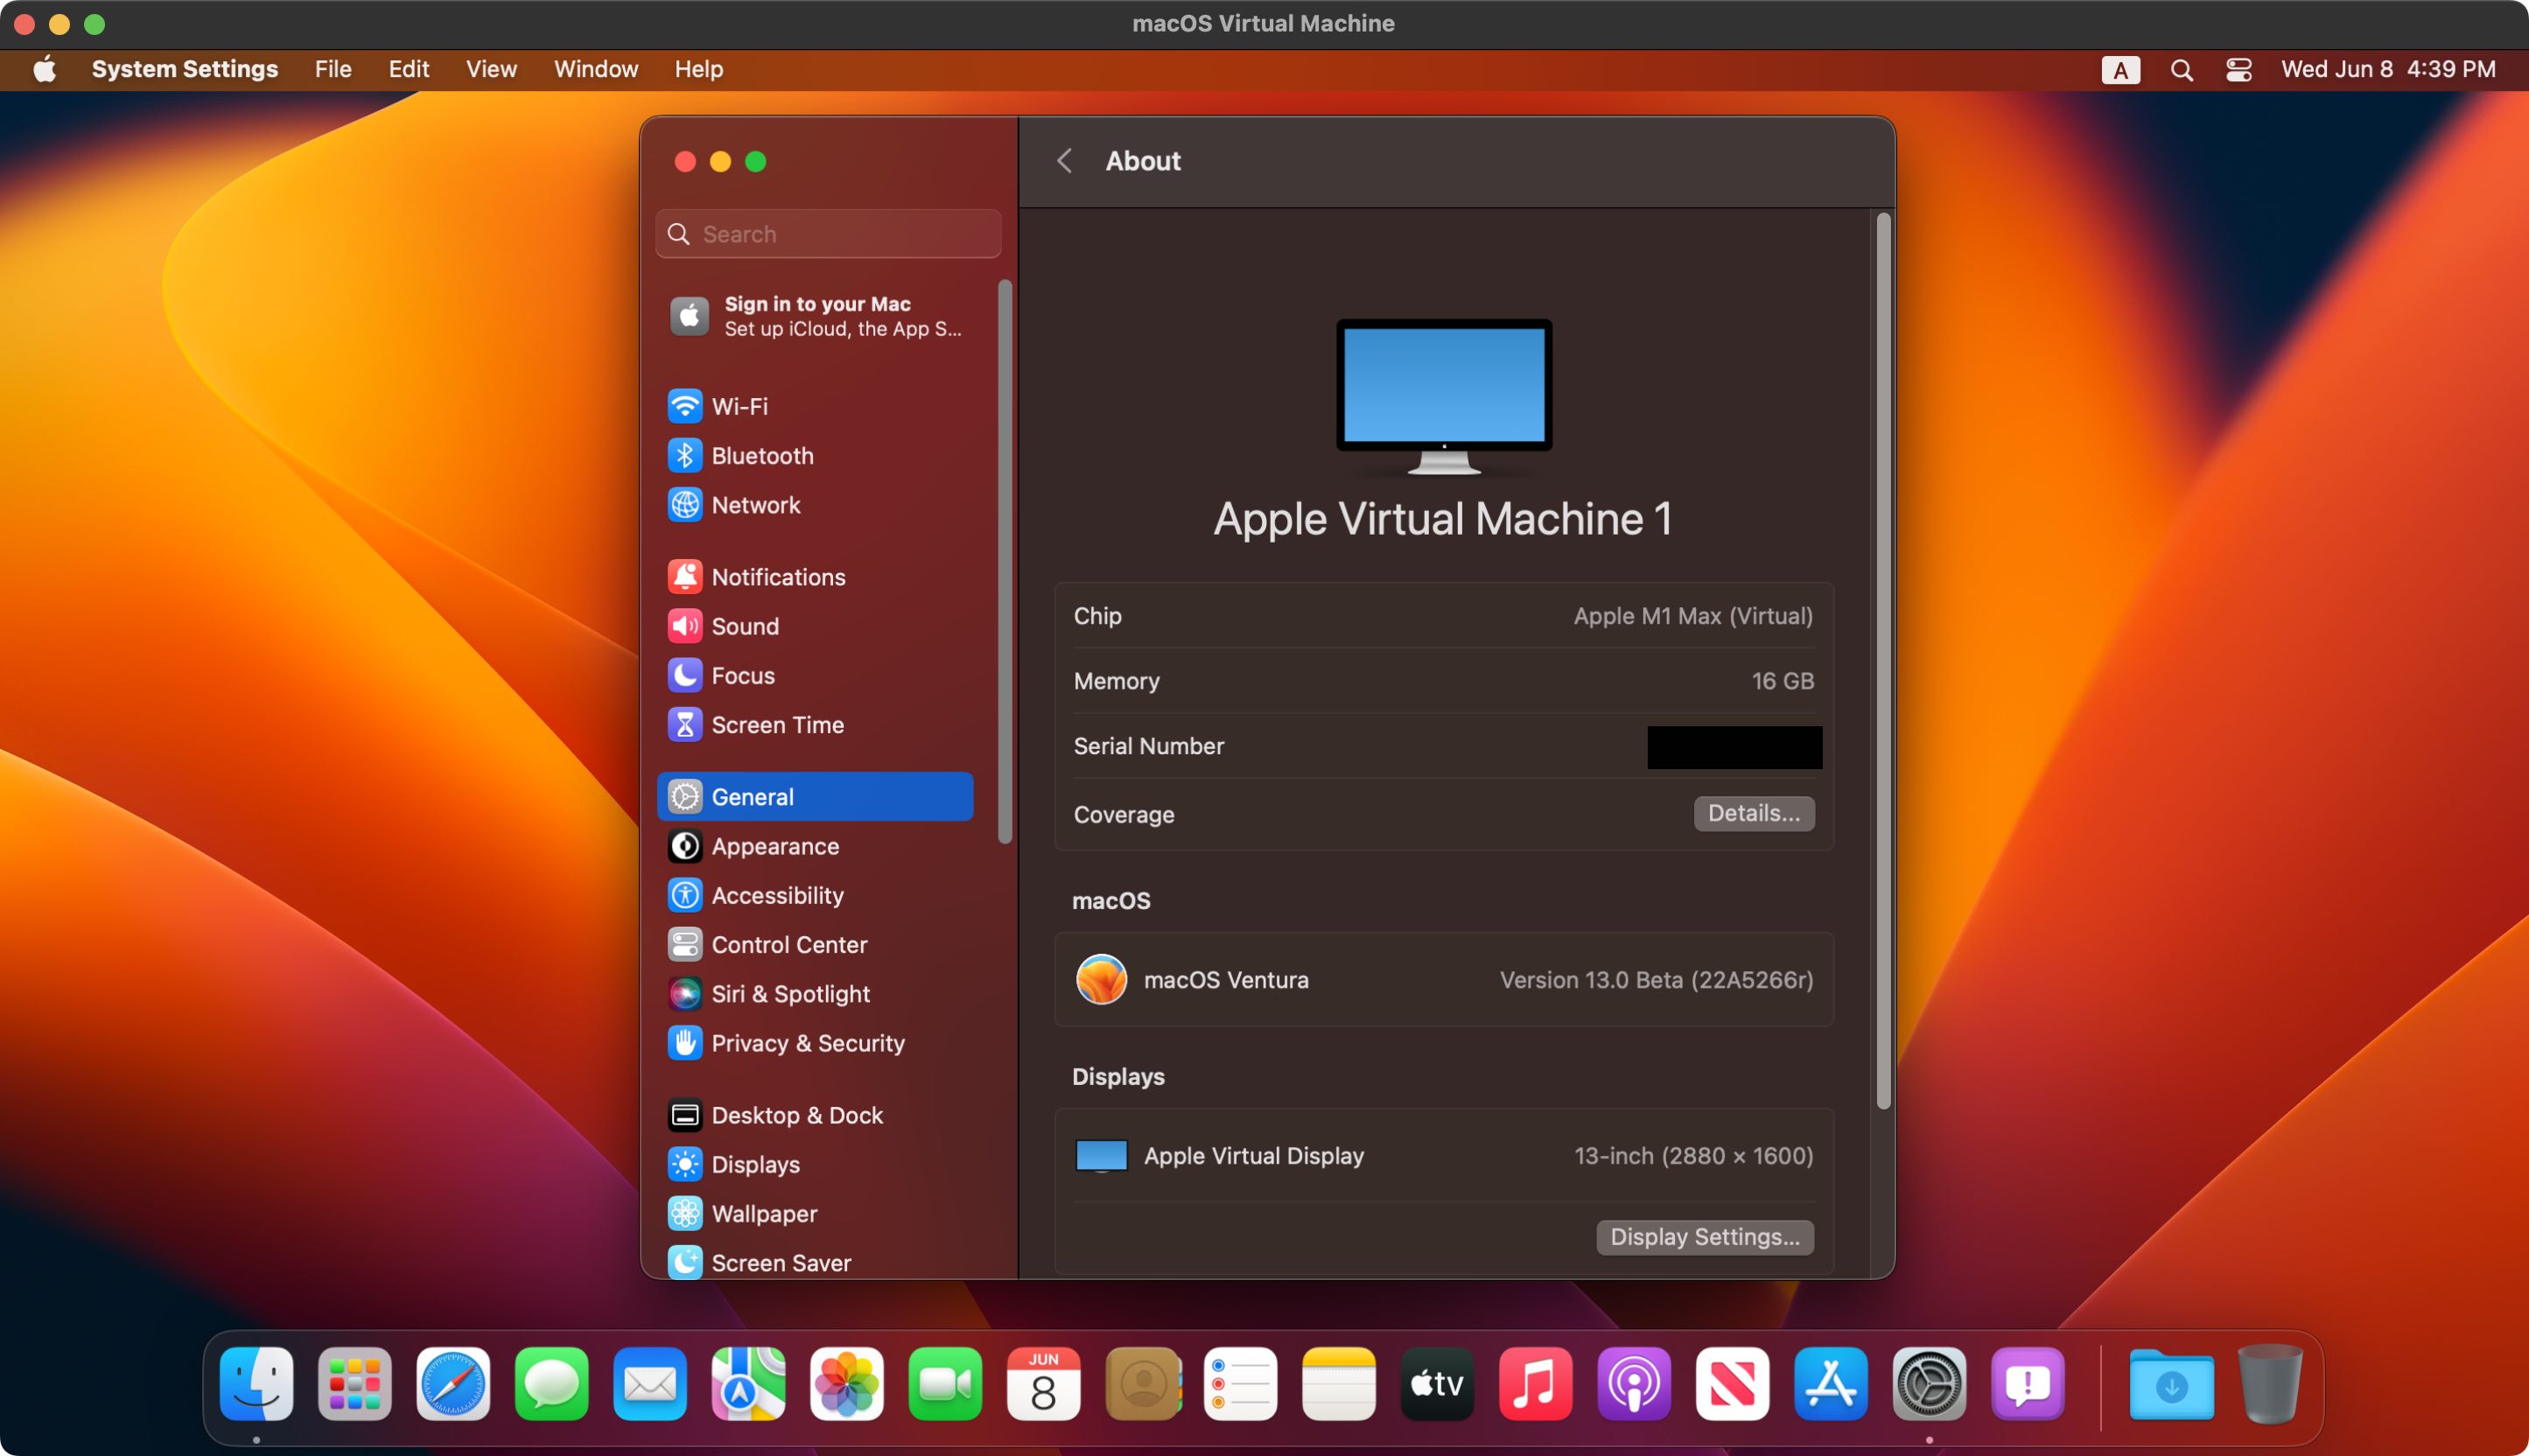 macOS Virtual Machine
System Settings File Edit View Window Help A Wed Jun 8 4:39 PM
Search
Sign in to your Mac
Set up iCloud, the App S...
Wi-Fi
Bluetooth
Network
Notifications
Sound
Focus
Screen Time
General
Appearance
Accessibility
Control Center
Siri & Spotlight
Privacy & Security
Desktop & Dock
Displays
Wallpaper
Screen Saver
About
Apple Virtual Machine 1
Chip Apple M1 Max (Virtual)
Memory 16 GB
Serial Number
Coverage Details...
macOS
macOS Ventura Version 13.0 Beta (22A5266r)
Displays
Apple Virtual Display 13-inch (2880 × 1600)
Display Settings...
JUN
8
tv